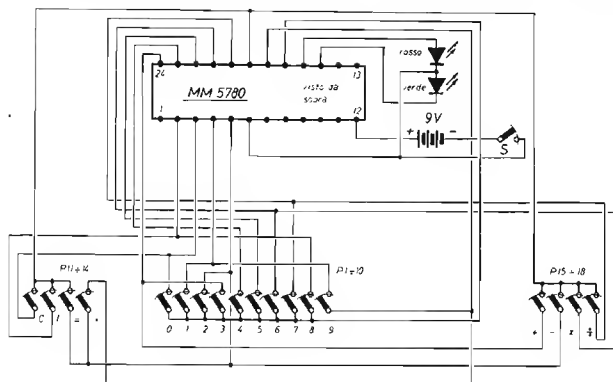 rosso
24
13
MM 5780
vista da
sopra
verde
1
12
9V
+ -
S
P11÷14
P1÷10
P15÷18
0 1 2 3 4 5 6 7 8 9
+ - x ÷
C
=